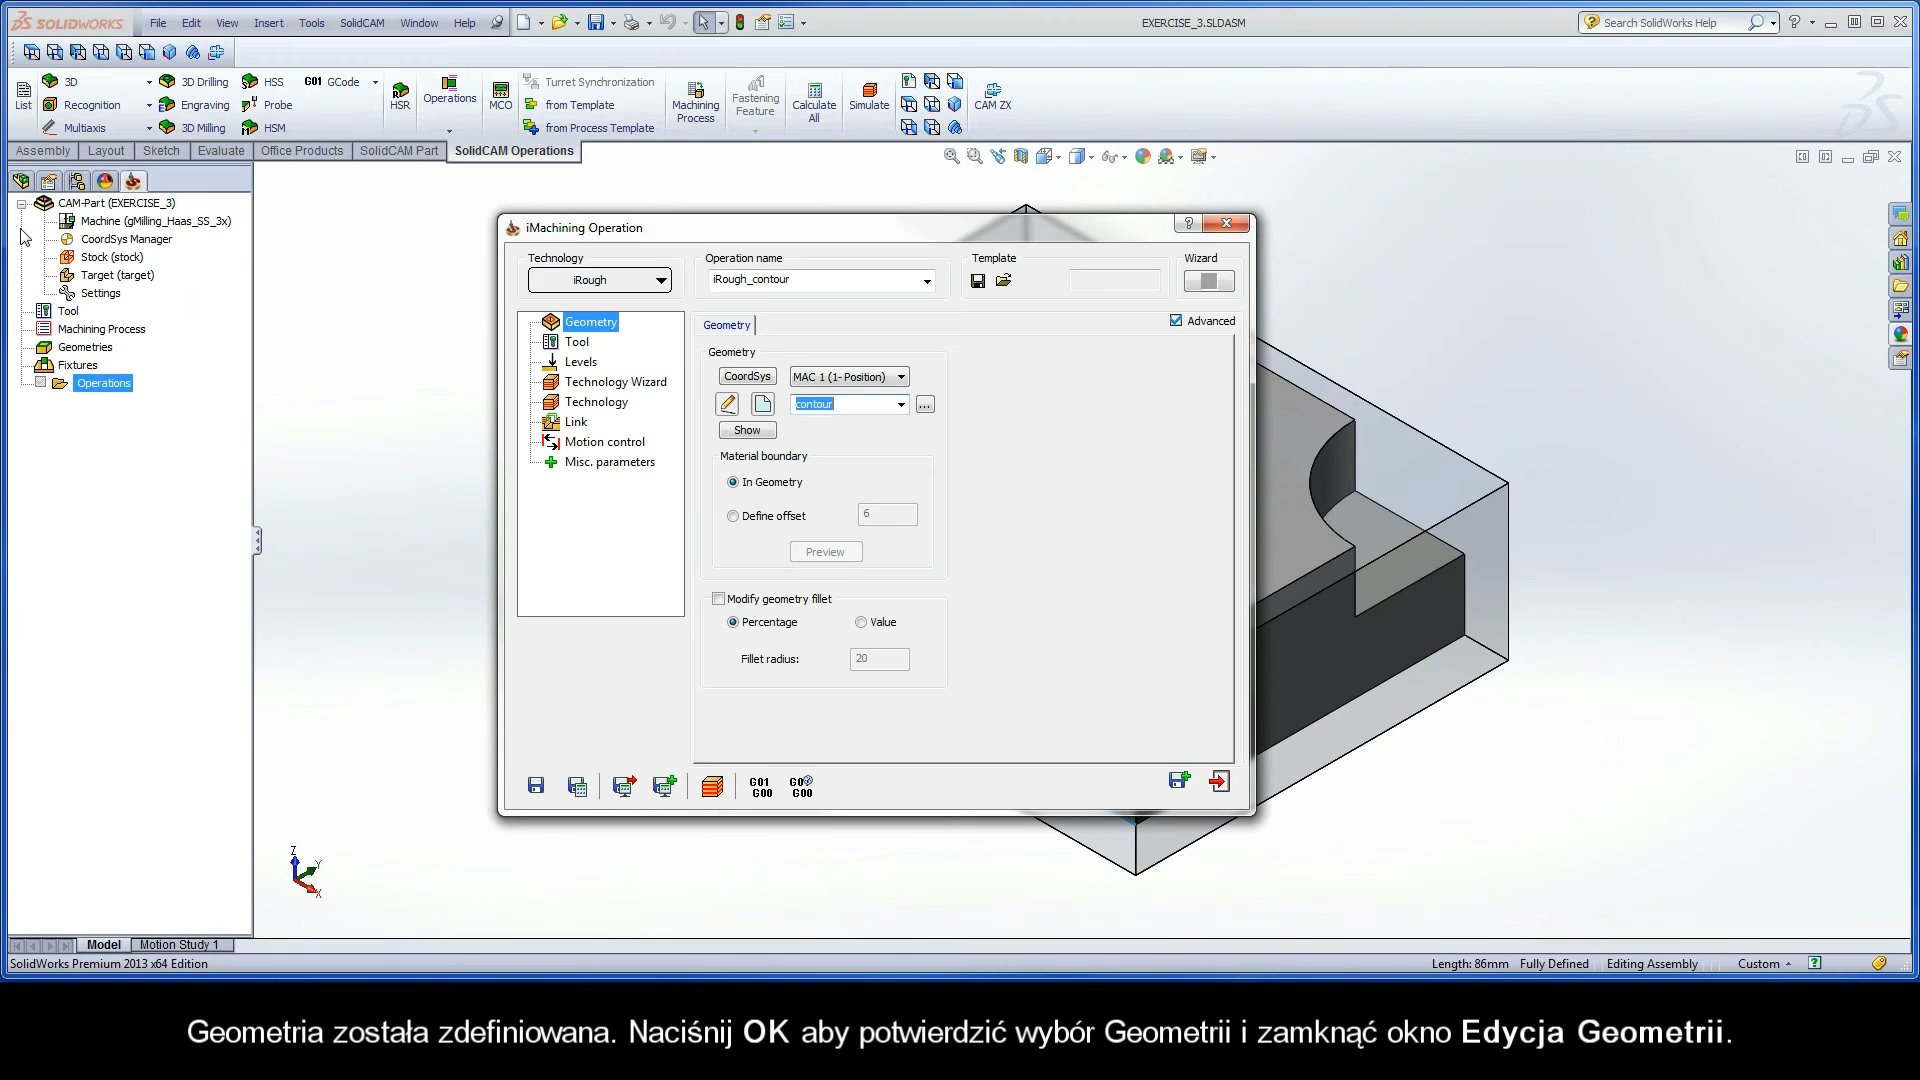 SOLIDWORKS File Edit View Insert Tools SolidCAM Window Help EXERCISE_3.SLDASM Search SolidWorks Help
List 3D Recognition Multiaxis 3D Drilling Engraving 3D Milling HSS Probe HSM G01 GCode HSR Operations MCO Turret Synchronization from Template from Process Template Machining Process Fastening Feature Calculate All Simulate CAM ZX
Assembly Layout Sketch Evaluate Office Products SolidCAM Part SolidCAM Operations
CAM-Part (EXERCISE_3)
Machine (gMilling_Haas_SS_3x)
CoordSys Manager
Stock (stock)
Target (target)
Settings
Tool
Machining Process
Geometries
Fixtures
Operations
iMachining Operation
Technology Operation name Template Wizard
iRough iRough_contour
Geometry
Tool
Levels
Technology Wizard
Technology
Link
Motion control
Misc. parameters
Geometry Advanced
Geometry
CoordSys MAC 1 (1- Position)
contour ...
Show
Material boundary
In Geometry
Define offset 6
Preview
Modify geometry fillet
Percentage Value
Fillet radius: 20
G01 G00 G0 G00
Z Y X
Model Motion Study 1
SolidWorks Premium 2013 x64 Edition Length: 86mm Fully Defined Editing Assembly Custom
Geometria została zdefiniowana. Naciśnij OK aby potwierdzić wybór Geometrii i zamknąć okno Edycja Geometrii.